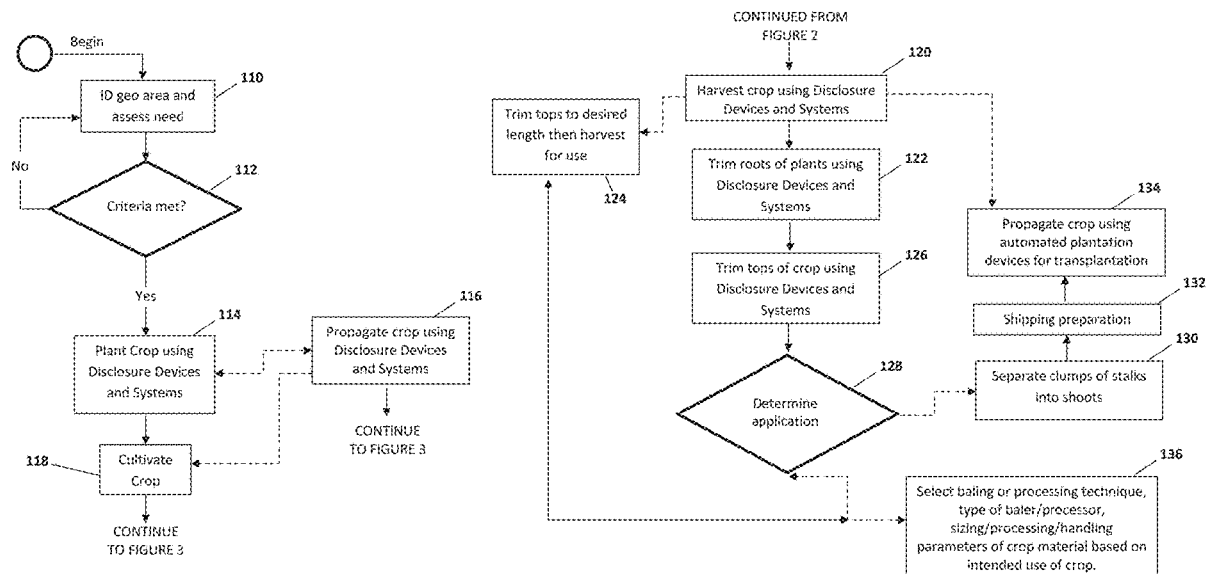 Begin
110
ID geo area and
assess need
No
112
Criteria met?
Yes
114
Plant Crop using
Disclosure Devices
and Systems
116
Propagate crop using
Disclosure Devices
and Systems
CONTINUE
TO FIGURE 3
118
Cultivate
Crop
CONTINUE
TO FIGURE 3
CONTINUED FROM
FIGURE 2
120
Harvest crop using Disclosure
Devices and Systems
Trim tops to desired
length then harvest
for use
124
122
Trim roots of plants using
Disclosure Devices and
Systems
126
Trim tops of crop using
Disclosure Devices and
Systems
128
Determine
application
134
Propagate crop using
automated plantation
devices for transplantation
132
Shipping preparation
130
Separate clumps of stalks
into shoots
136
Select baling or processing technique,
type of baler/processor,
sizing/processing/handling
parameters of crop material based on
intended use of crop.